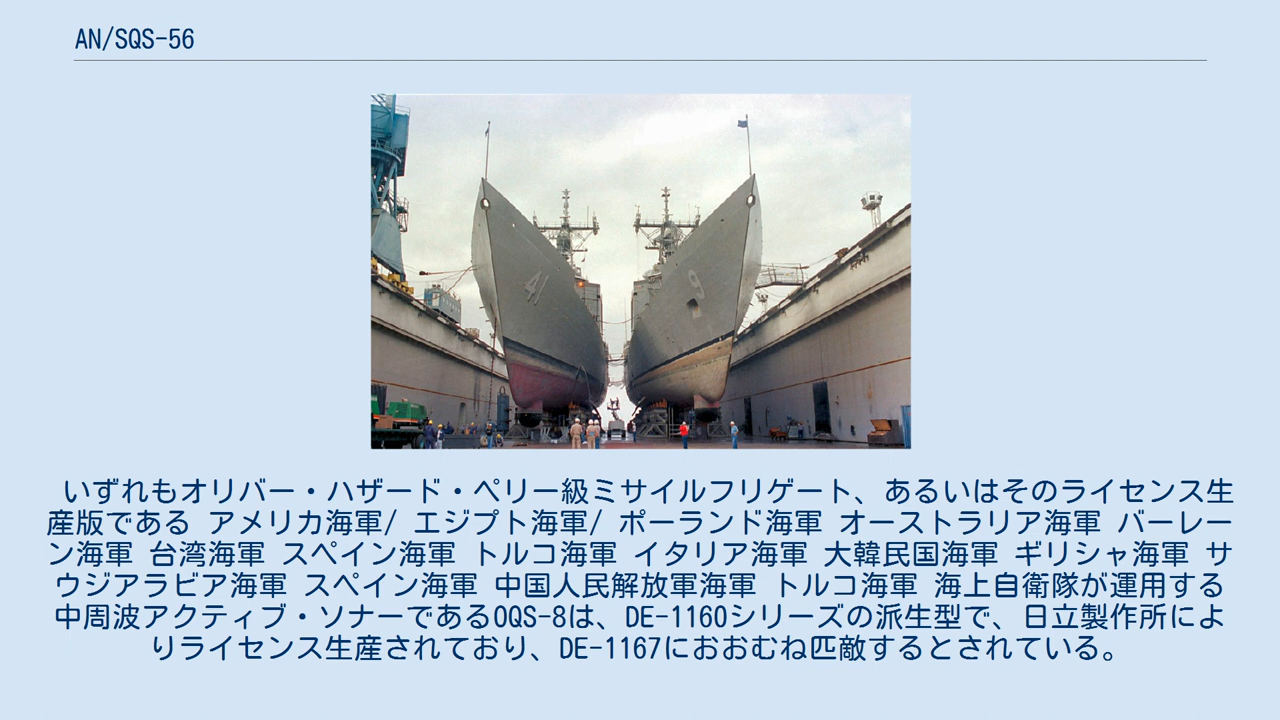 AN/SQS-56
41
9
いずれもオリバー・ハザード・ペリー級ミサイルフリゲート、あるいはそのライセンス生
産版である アメリカ海軍/ エジプト海軍/ ポーランド海軍 オーストラリア海軍 バーレー
ン海軍 台湾海軍 スペイン海軍 トルコ海軍 イタリア海軍 大韓民国海軍 ギリシャ海軍 サ
ウジアラビア海軍 スペイン海軍 中国人民解放軍海軍 トルコ海軍 海上自衛隊が運用する
中周波アクティブ・ソナーであるOQS-8は、DE-1160シリーズの派生型で、日立製作所によ
りライセンス生産されており、DE-1167におおむね匹敵するとされている。